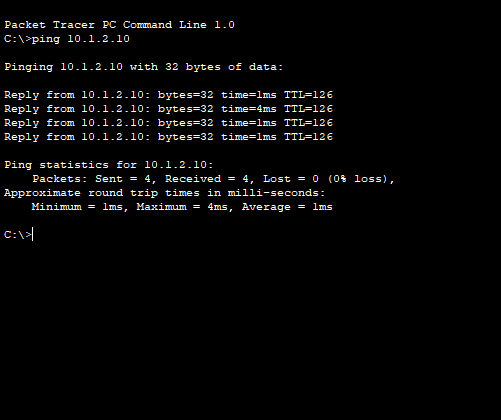 Packet Tracer PC Command Line 1.0
C:\>ping 10.1.2.10
Pinging 10.1.2.10 with 32 bytes of data:
Reply from 10.1.2.10: bytes=32 time=1ms TTL=126
Reply from 10.1.2.10: bytes=32 time=4ms TTL=126
Reply from 10.1.2.10: bytes=32 time=1ms TTL=126
Reply from 10.1.2.10: bytes=32 time=1ms TTL=126
Ping statistics for 10.1.2.10:
    Packets: Sent = 4, Received = 4, Lost = 0 (0% loss),
Approximate round trip times in milli-seconds:
    Minimum = 1ms, Maximum = 4ms, Average = 1ms
C:\>